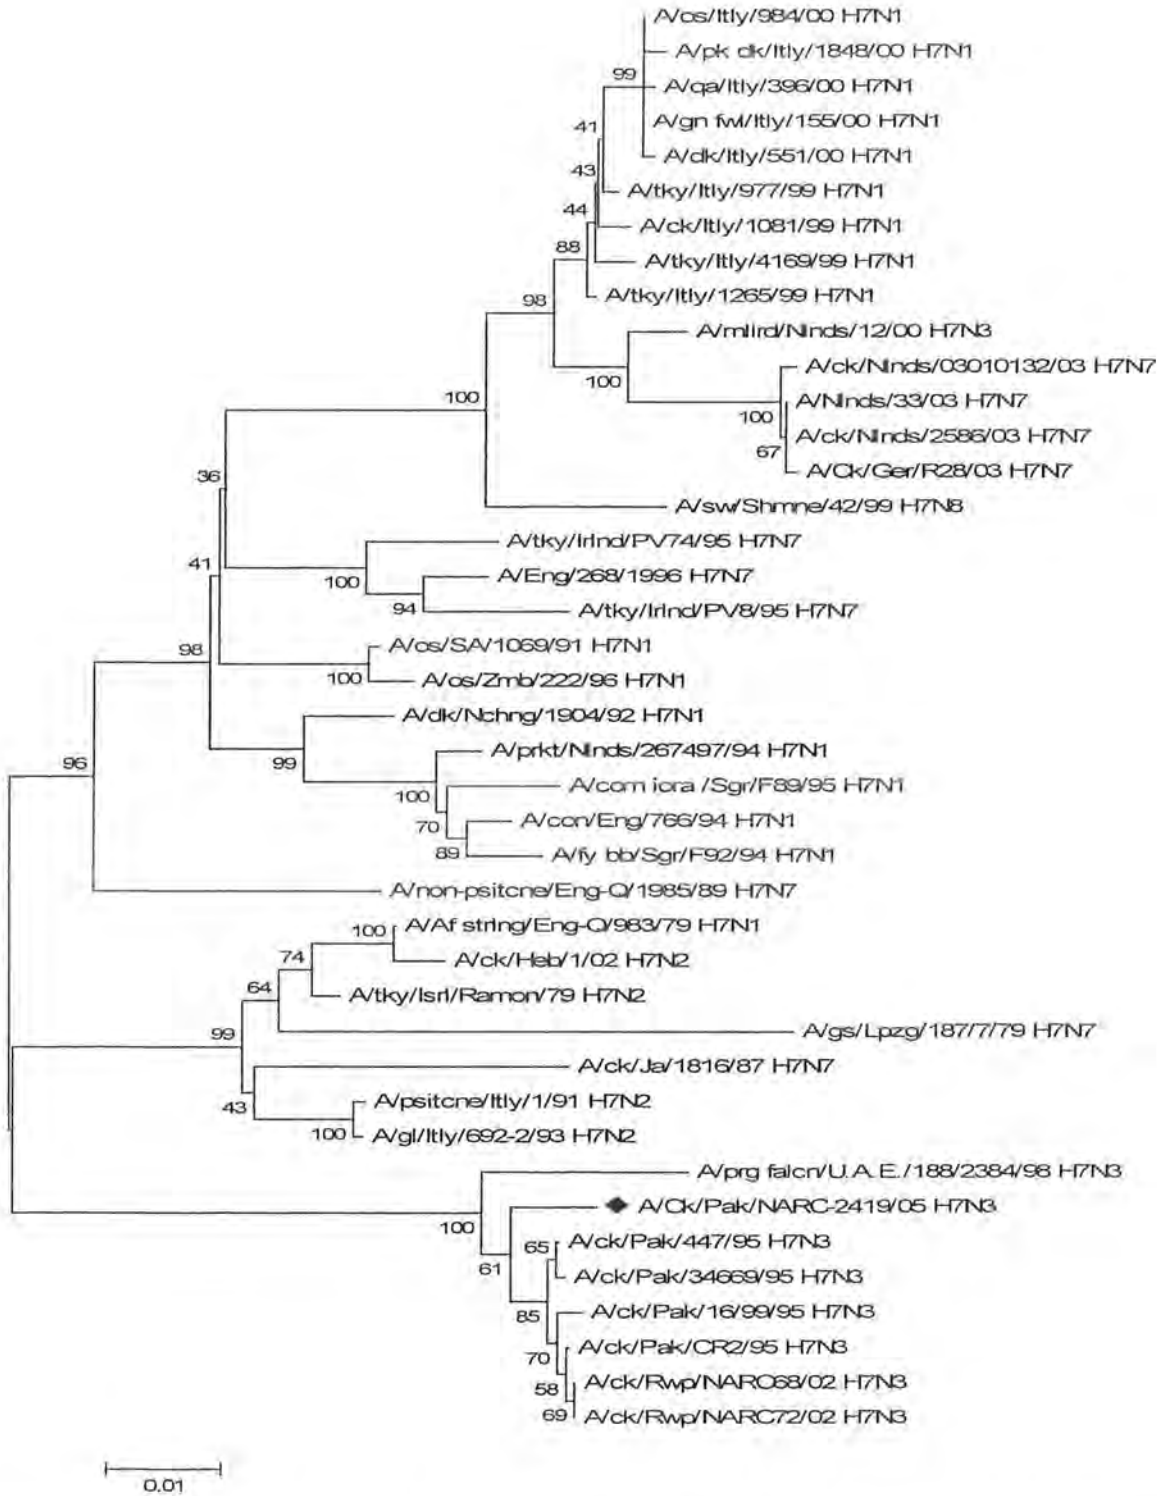 A/os/Itly/984/00 H7N1
A/pk dk/Itly/1848/00 H7N1
99
A/qa/Itly/396/00 H7N1
A/gn fwl/Itly/155/00 H7N1
41
A/dk/Itly/551/00 H7N1
43
A/tky/Itly/977/99 H7N1
44
A/ck/Itly/1081/99 H7N1
88
A/tky/Itly/4169/99 H7N1
A/tky/Itly/1265/99 H7N1
98
A/mllrd/Nlnds/12/00 H7N3
A/ck/Nlnds/03010132/03 H7N7
100
A/Nlnds/33/03 H7N7
100
100
A/ck/Nlnds/2586/03 H7N7
67
A/Ck/Ger/R28/03 H7N7
36
A/sw/Shmne/42/99 H7N8
A/tky/Irlnd/PV74/95 H7N7
41
100
A/Eng/268/1996 H7N7
94
A/tky/Irlnd/PV8/95 H7N7
98
A/os/SA/1069/91 H7N1
100
A/os/Zmb/222/96 H7N1
A/dk/Nchng/1904/92 H7N1
96
99
A/prkt/Nlnds/267497/94 H7N1
100
A/com iora /Sgr/F89/95 H7N1
70
A/con/Eng/766/94 H7N1
89
A/fy bb/Sgr/F92/94 H7N1
A/non-psitcne/Eng-Q/1985/89 H7N7
100
A/Af strlng/Eng-Q/983/79 H7N1
74
A/ck/Heb/1/02 H7N2
64
A/tky/Isrl/Ramon/79 H7N2
99
A/gs/Lpzg/187/7/79 H7N7
A/ck/Ja/1816/87 H7N7
43
A/psitcne/Itly/1/91 H7N2
100
A/gl/Itly/692-2/93 H7N2
A/prg falcn/U.A.E./188/2384/98 H7N3
100
A/Ck/Pak/NARC-2419/05 H7N3
65
A/ck/Pak/447/95 H7N3
61
A/ck/Pak/34669/95 H7N3
85
A/ck/Pak/16/99/95 H7N3
70
A/ck/Pak/CR2/95 H7N3
58
A/ck/Rwp/NARC68/02 H7N3
69
A/ck/Rwp/NARC72/02 H7N3
0.01